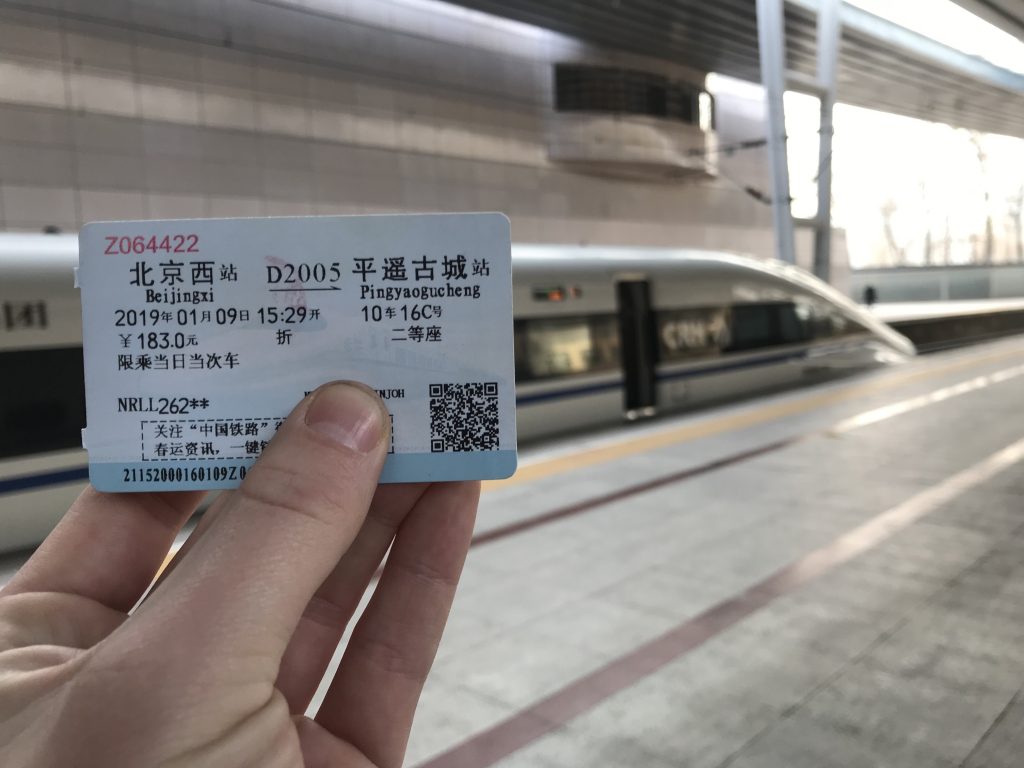 Z064422
北京西站 D2005 平遥古城站
Beijingxi Pingyaogucheng
2019年01月09日 15:29开 10车 16C号
￥183.0元 折 二等座
限乘当日当次车
NRLL262**
关注“中国铁路”
春运资讯，一键
21152000160109Z0